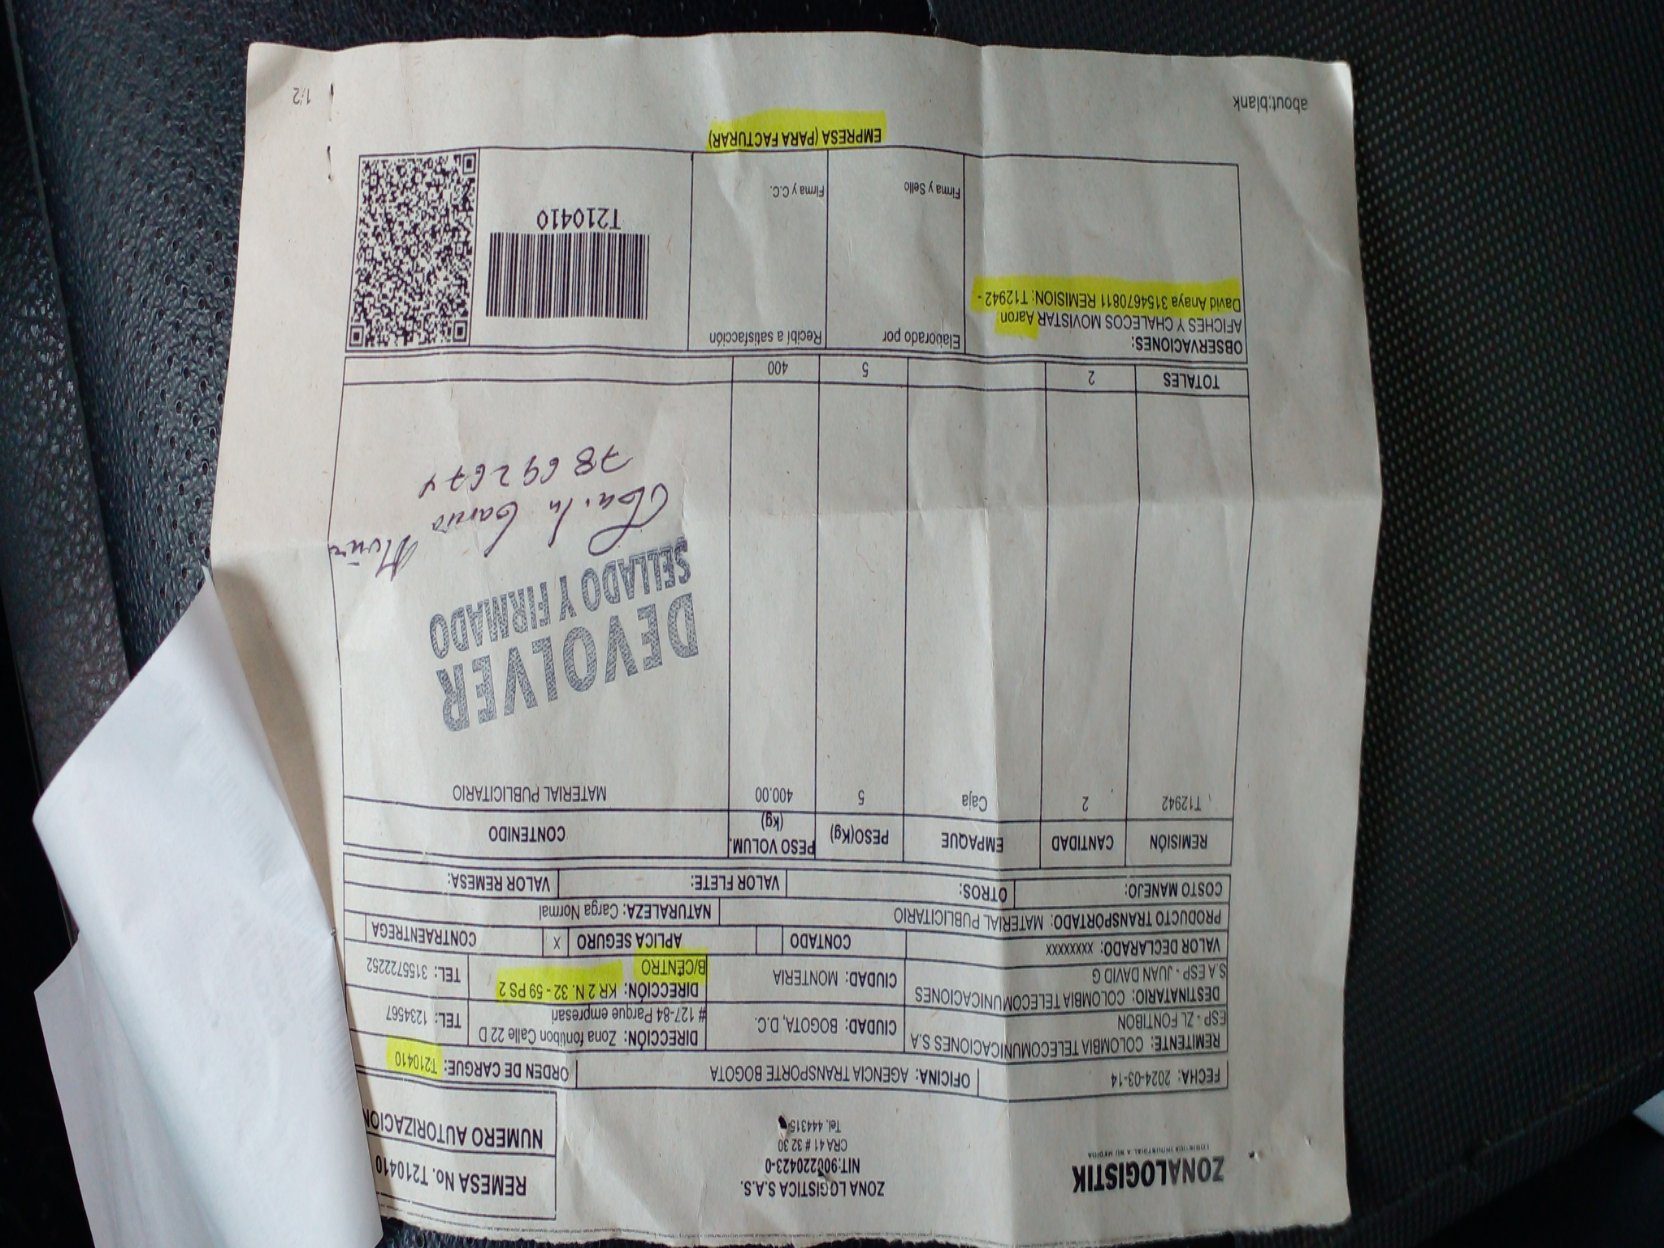 ZONALOGISTIK
ZONA LOGISTICA S.A.S.
NIT:900220423-0
CRA 41 # 32 30
Tel. 444315
REMESA No. T210410
NUMERO AUTORIZACION
FECHA: 2024-03-14
OFICINA: AGENCIA TRANSPORTE BOGOTA
ORDEN DE CARGUE: T210410
REMITENTE: COLOMBIA TELECOMUNICACIONES S.A
ESP - ZL FONTIBON
CIUDAD: BOGOTA, D.C.
DIRECCIÓN: Zona fontibon Calle 22 D
# 127-84 Parque empresari
TEL: 1234567
DESTINATARIO: COLOMBIA TELECOMUNICACIONES
S.A ESP - JUAN DAVID G
CIUDAD: MONTERIA
DIRECCIÓN: KR 2 N. 32 - 59 PS 2
B/CENTRO
TEL: 3155722252
VALOR DECLARADO: xxxxxxxx
CONTADO
APLICA SEGURO X
CONTRAENTREGA
PRODUCTO TRANSPORTADO: MATERIAL PUBLICITARIO
NATURALEZA: Carga Normal
COSTO MANEJO:
OTROS:
VALOR FLETE:
VALOR REMESA:
REMISIÓN CANTIDAD EMPAQUE PESO(Kg) PESO VOLUM. (Kg) CONTENIDO
T12942 2 Caja 5 400.00 MATERIAL PUBLICITARIO
DEVOLVER
SELLADO Y FIRMADO
TOTALES 2 5 400
OBSERVACIONES:
AFICHES Y CHALECOS MOVISTAR Aaron
David Anaya 3154670811 REMISION: T12942 -
Elaborado por
Firma y Sello
Recibí a satisfacción
Firma y C.C.
T210410
EMPRESA (PARA FACTURAR)
about:blank
1/2